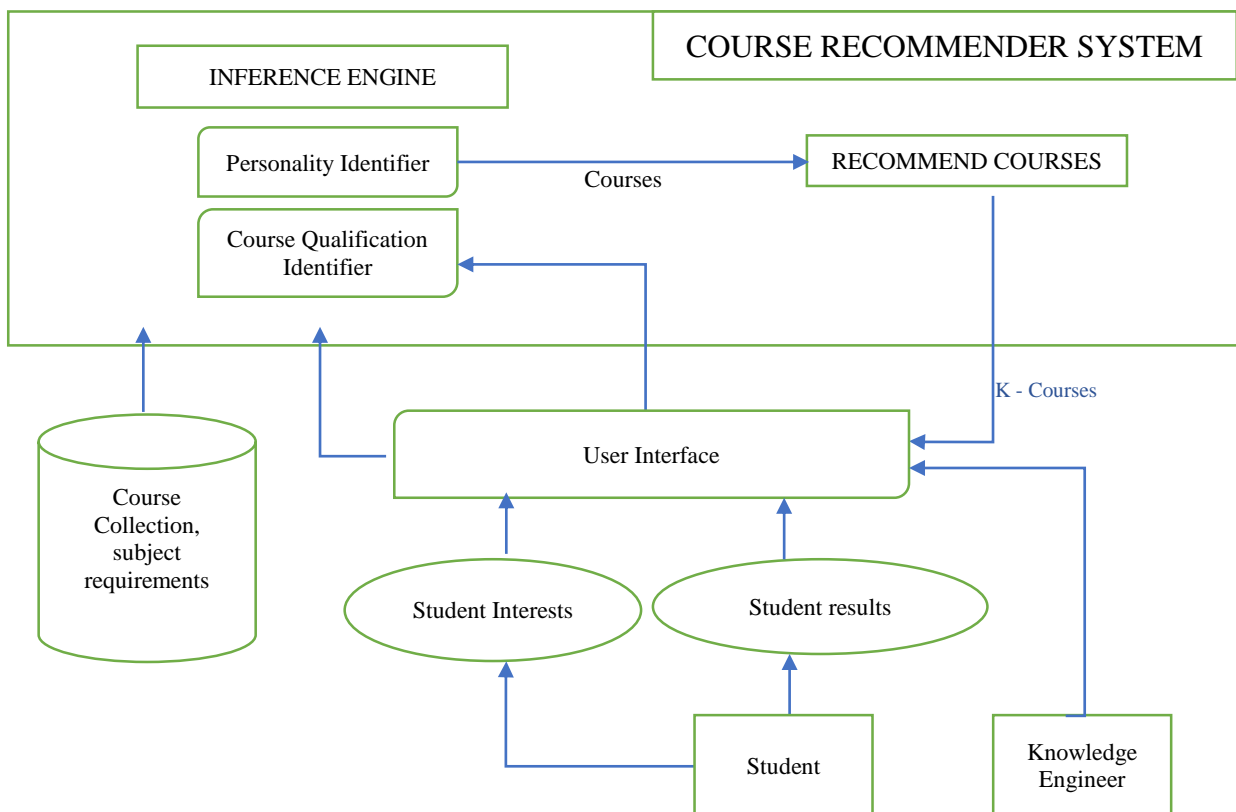 COURSE RECOMMENDER SYSTEM
INFERENCE ENGINE
Personality Identifier
Courses
RECOMMEND COURSES
Course Qualification
Identifier
K - Courses
User Interface
Course
Collection,
subject
requirements
Student Interests
Student results
Student
Knowledge
Engineer